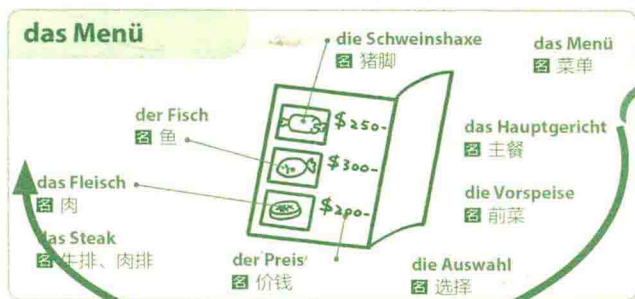 das Menü
die Schweinshaxe
名 猪脚
das Menü
名 菜单
der Fisch
名 鱼
$250-
das Hauptgericht
名 主餐
$300-
das Fleisch
名 肉
die Vorspeise
名 前菜
$200-
das Steak
名 牛排、肉排
der Preis
名 价钱
die Auswahl
名 选择